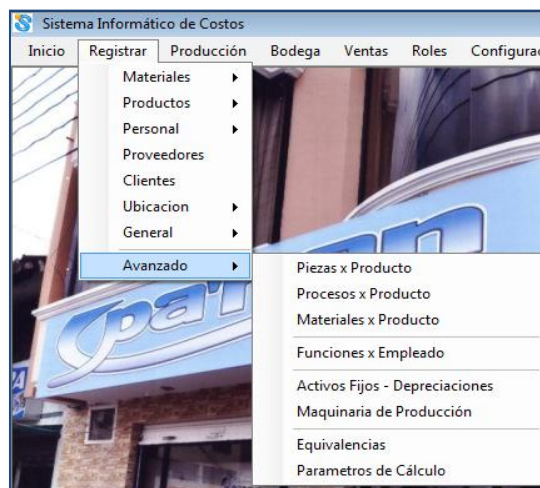 Sistema Informático de Costos
Inicio Registrar Producción Bodega Ventas Roles Configurac
Materiales
Productos
Personal
Proveedores
Clientes
Ubicacion
General
Avanzado
Piezas x Producto
Procesos x Producto
Materiales x Producto
Funciones x Empleado
Activos Fijos - Depreciaciones
Maquinaria de Producción
Equivalencias
Parametros de Cálculo